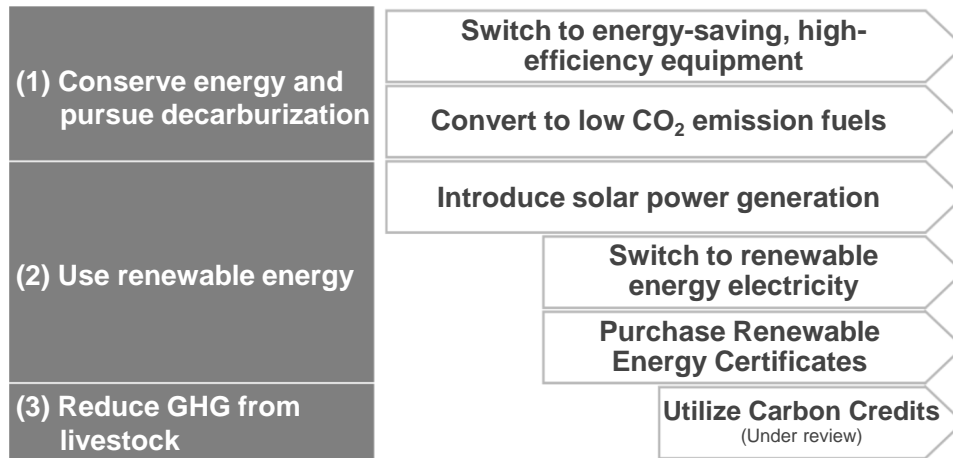 (1) Conserve energy and
pursue decarburization
Switch to energy-saving, high-
efficiency equipment
Convert to low CO₂ emission fuels
(2) Use renewable energy
Introduce solar power generation
Switch to renewable
energy electricity
Purchase Renewable
Energy Certificates
(3) Reduce GHG from
livestock
Utilize Carbon Credits
(Under review)